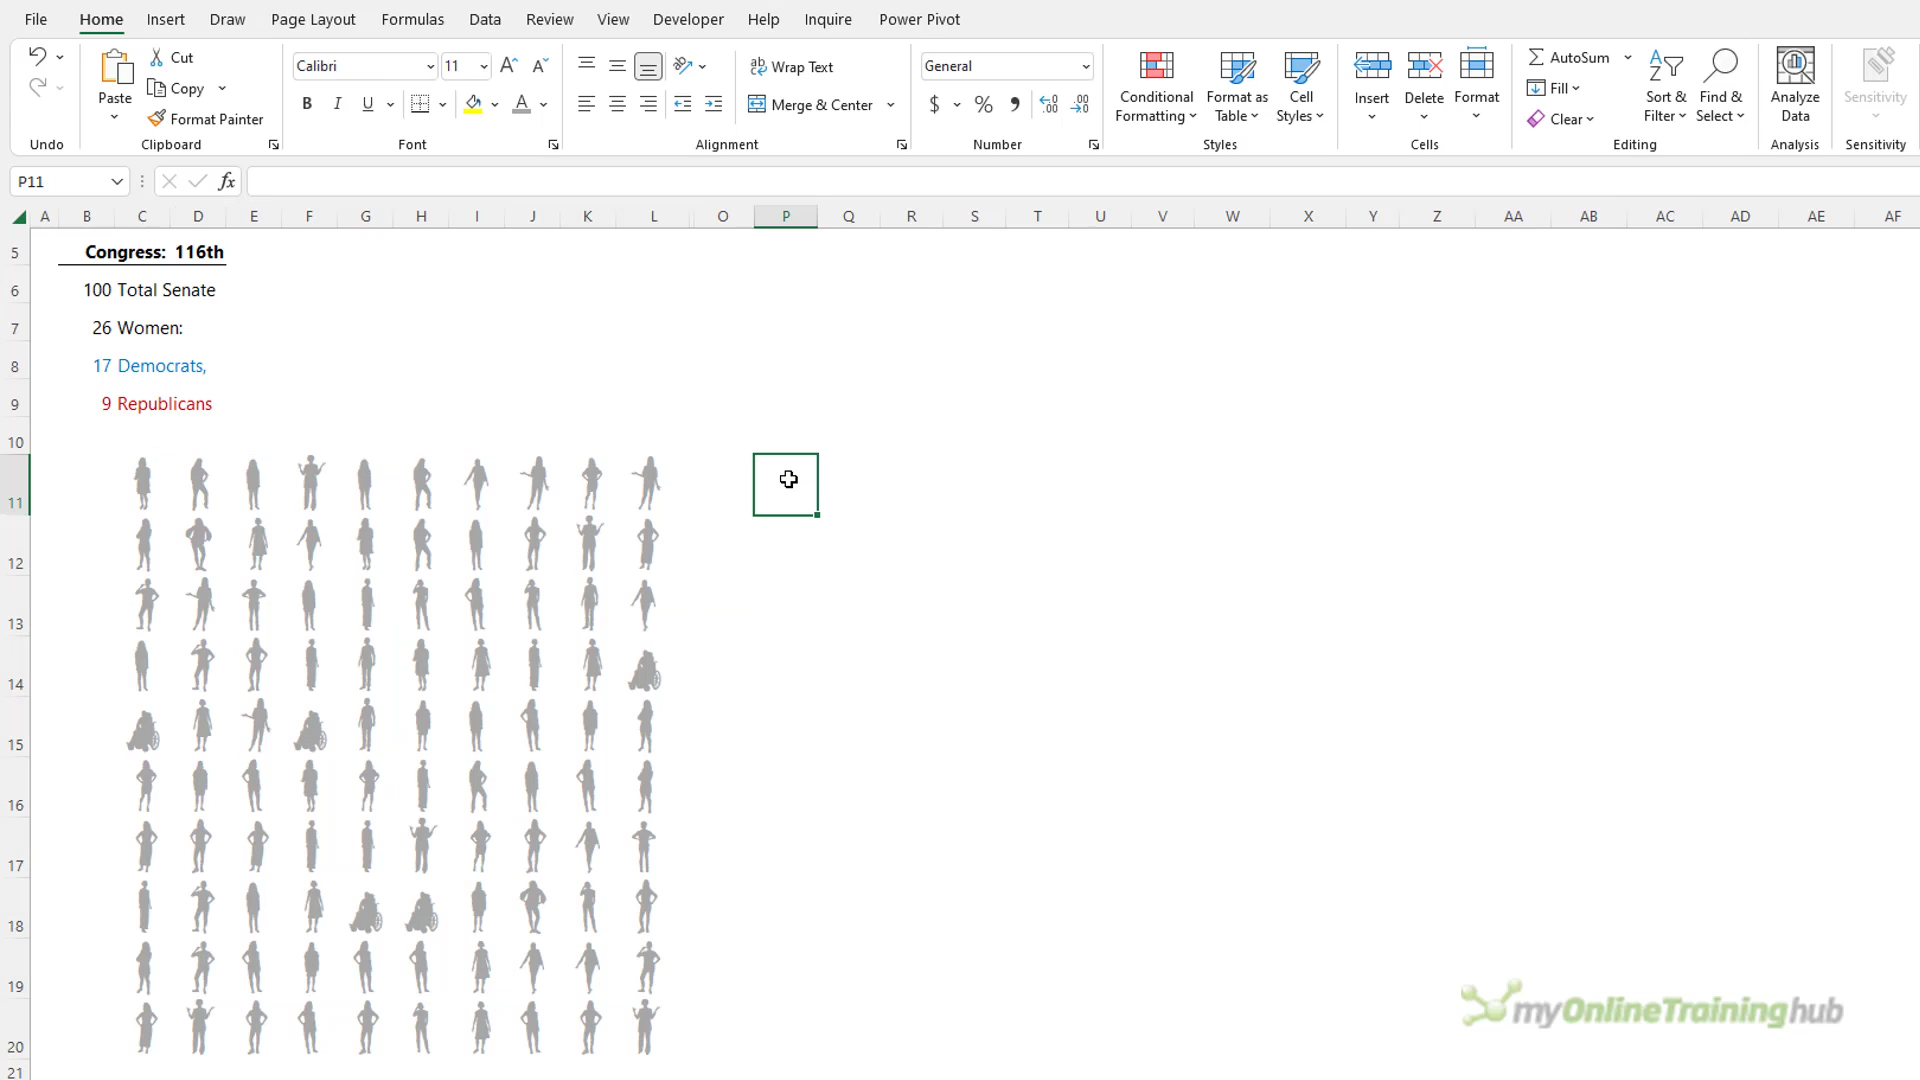 File Home Insert Draw Page Layout Formulas Data Review View Developer Help Inquire Power Pivot
Cut
Copy
Format Painter
Paste
Undo
Clipboard
Calibri 11
B I U A
Font
Wrap Text
Merge & Center
Alignment
General
$ % 9
Number
Conditional Formatting
Format as Table
Cell Styles
Styles
Insert Delete Format
Cells
AutoSum
Fill
Clear
Sort & Filter
Find & Select
Editing
Analyze Data
Analysis
Sensitivity
Sensitivity
P11 fx
A B C D E F G H I J K L O P Q R S T U V W X Y Z AA AB AC AD AE AF
5 Congress: 116th
6 100 Total Senate
7 26 Women:
8 17 Democrats,
9 9 Republicans
10
11
12
13
14
15
16
17
18
19
20
21
myOnlineTraininghub